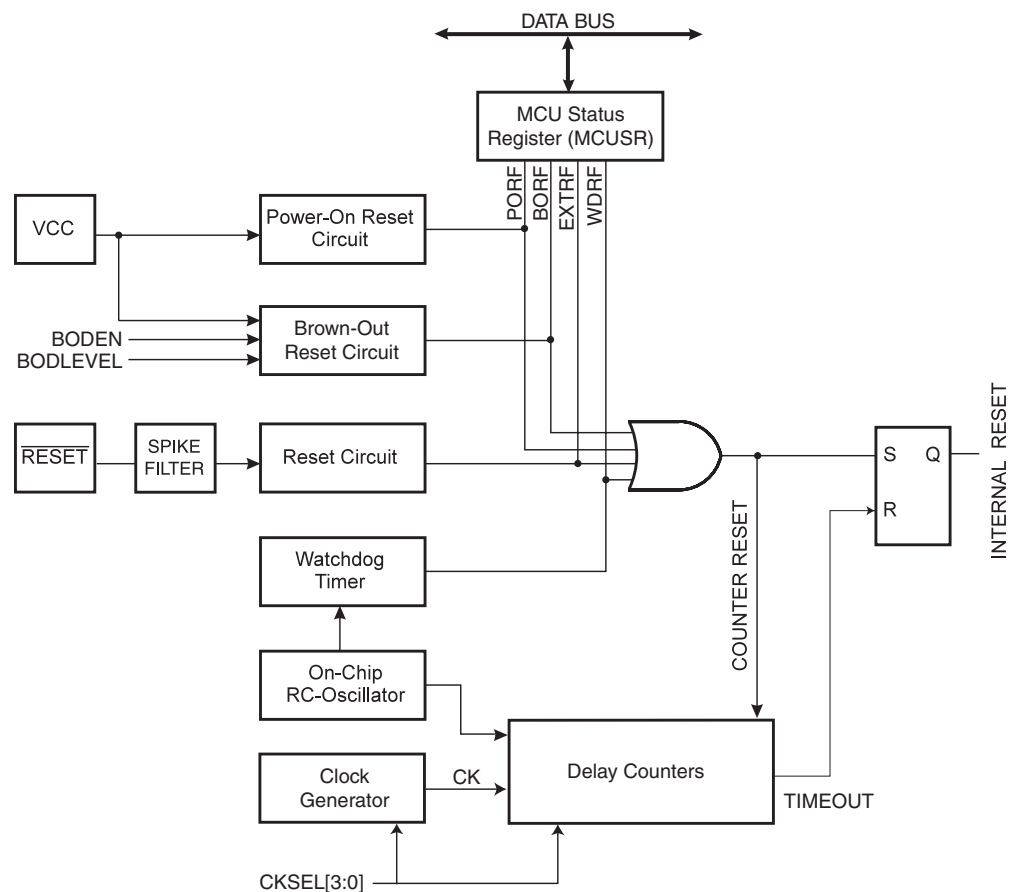 DATA BUS
MCU Status
Register (MCUSR)
PORF
BORF
EXTRF
WDRF
VCC
Power-On Reset
Circuit
BODEN
BODLEVEL
Brown-Out
Reset Circuit
RESET
SPIKE
FILTER
Reset Circuit
S
Q
R
INTERNAL RESET
COUNTER RESET
Watchdog
Timer
On-Chip
RC-Oscillator
Clock
Generator
CK
Delay Counters
TIMEOUT
CKSEL[3:0]